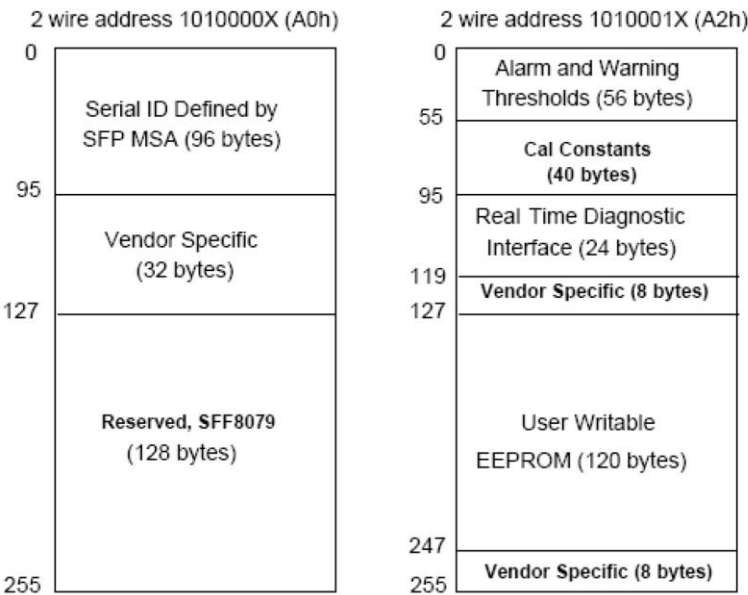 2 wire address 1010000X (A0h)
0
Serial ID Defined by
SFP MSA (96 bytes)
95
Vendor Specific
(32 bytes)
127
Reserved, SFF8079
(128 bytes)
255
2 wire address 1010001X (A2h)
0
Alarm and Warning
Thresholds (56 bytes)
55
Cal Constants
(40 bytes)
95
Real Time Diagnostic
Interface (24 bytes)
119
Vendor Specific (8 bytes)
127
User Writable
EEPROM (120 bytes)
247
Vendor Specific (8 bytes)
255